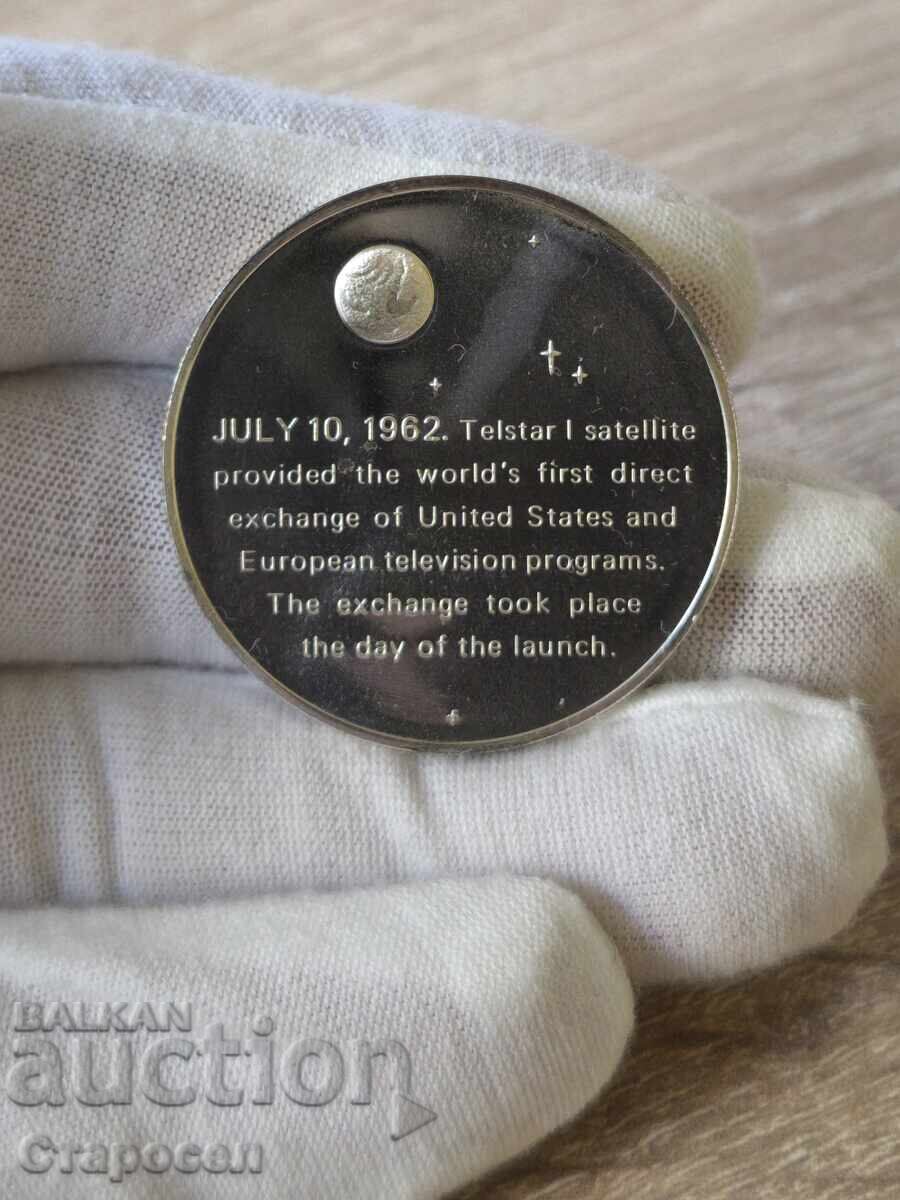 JULY 10, 1962. Telstar I satellite
provided the world's first direct
exchange of United States and
European television programs.
The exchange took place
the day of the launch.
BALKAN
auction
Старосел